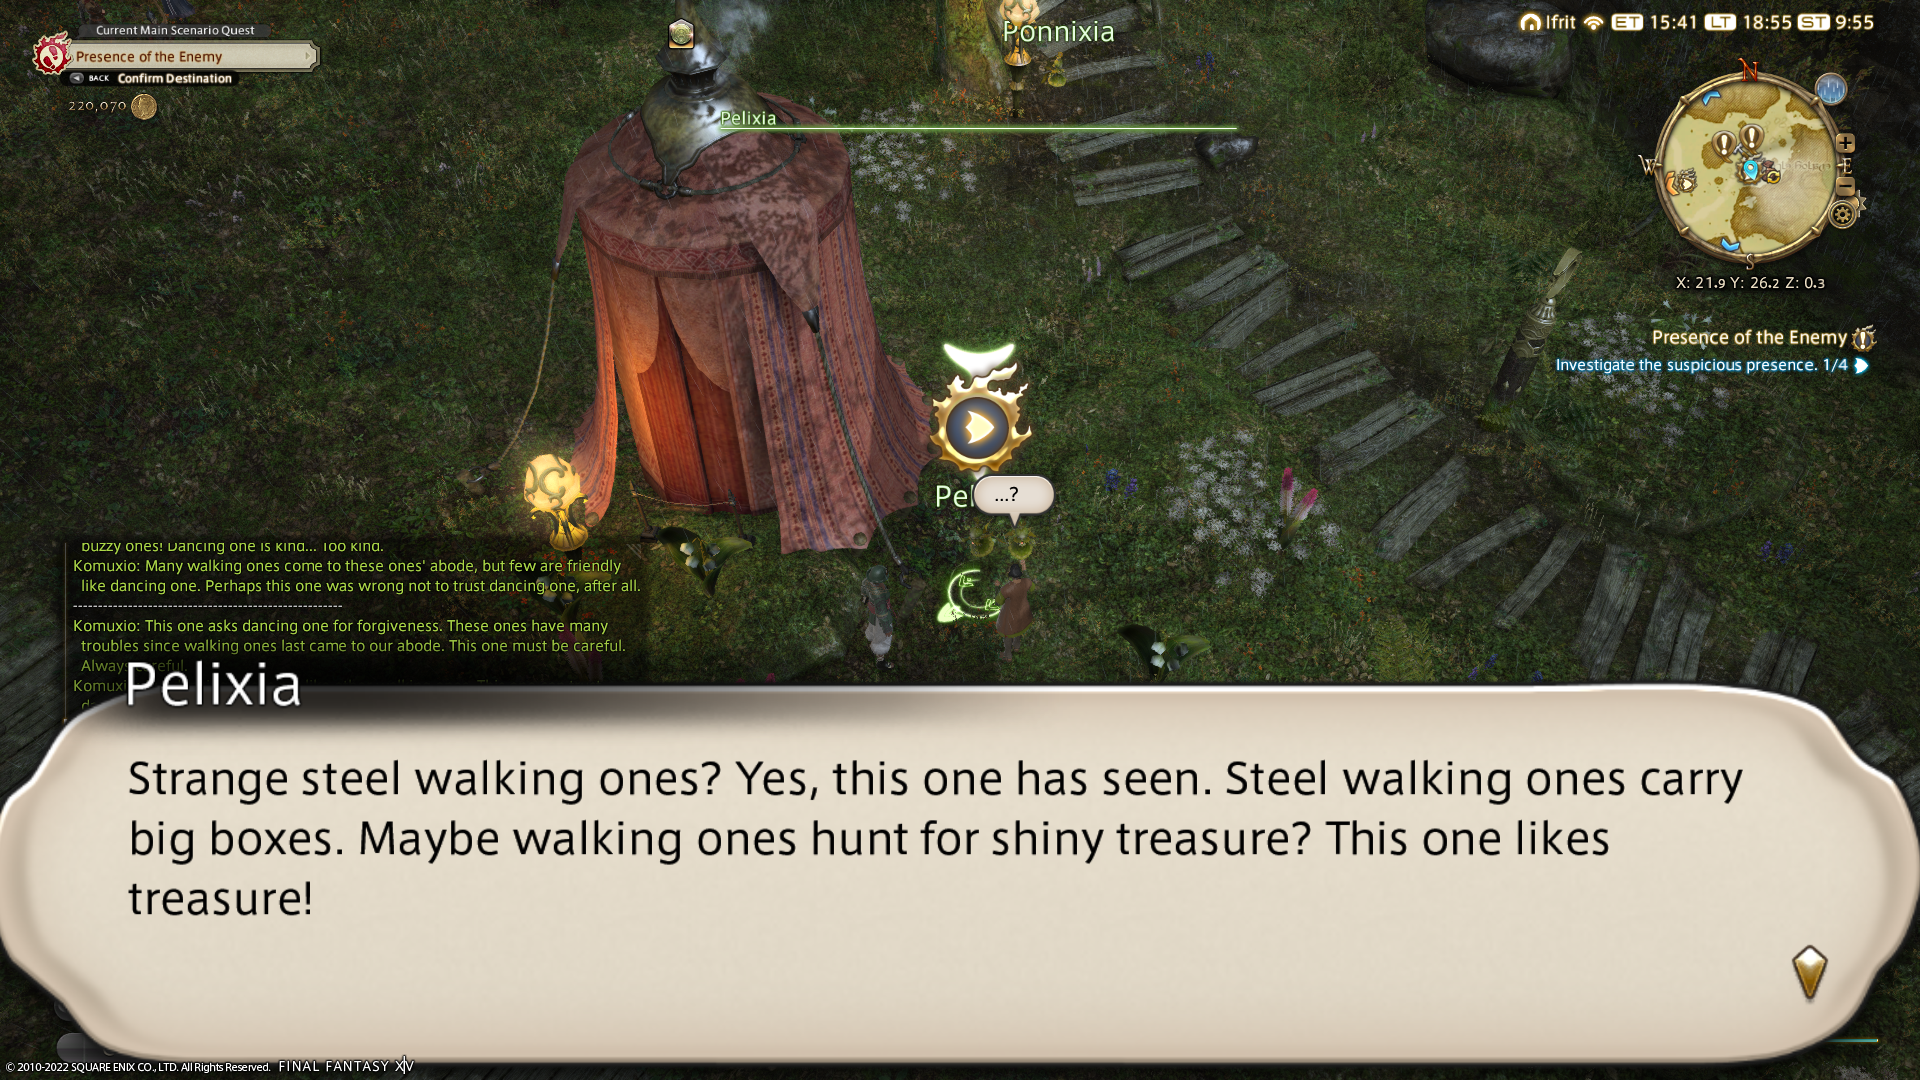 Current Main Scenario Quest
Presence of the Enemy
BACK Confirm Destination
220,070
Ponnixia
Pelixia
Ifrit ET 15:41 LT 18:55 ST 9:55
N
W
E
S
X: 21.9 Y: 26.2 Z: 0.3
Presence of the Enemy
Investigate the suspicious presence. 1/4
Pel
...?
buzzy ones! Dancing one is kind... Too kind.
Komuxio: Many walking ones come to these ones' abode, but few are friendly
like dancing one. Perhaps this one was wrong not to trust dancing one, after all.
------------------------------------------------------
Komuxio: This one asks dancing one for forgiveness. These ones have many
troubles since walking ones last came to our abode. This one must be careful.
Pelixia
Strange steel walking ones? Yes, this one has seen. Steel walking ones carry
big boxes. Maybe walking ones hunt for shiny treasure? This one likes
treasure!
© 2010-2022 SQUARE ENIX CO., LTD. All Rights Reserved. FINAL FANTASY XIV